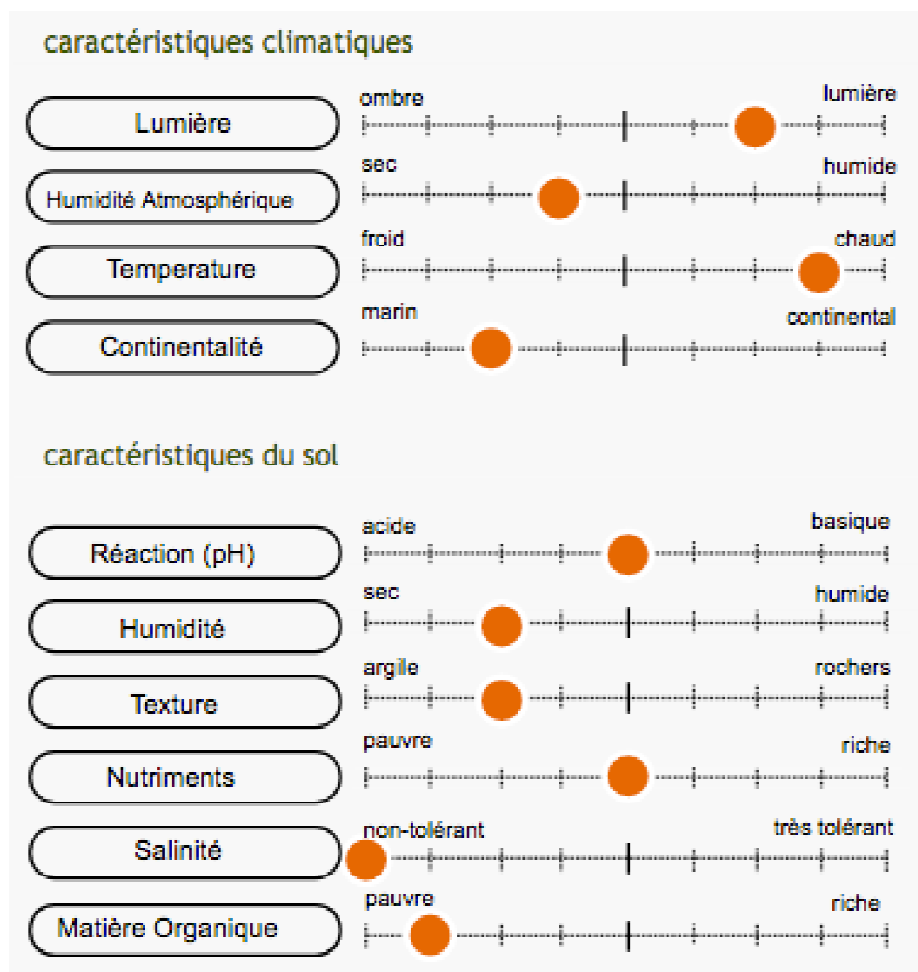 caractéristiques climatiques
ombre lumière
Lumière
sec humide
Humidité Atmosphérique
froid chaud
Temperature
marin continental
Continentalité
caractéristiques du sol
acide basique
Réaction (pH)
sec humide
Humidité
argile rochers
Texture
pauvre riche
Nutriments
non-tolérant très tolérant
Salinité
pauvre riche
Matière Organique